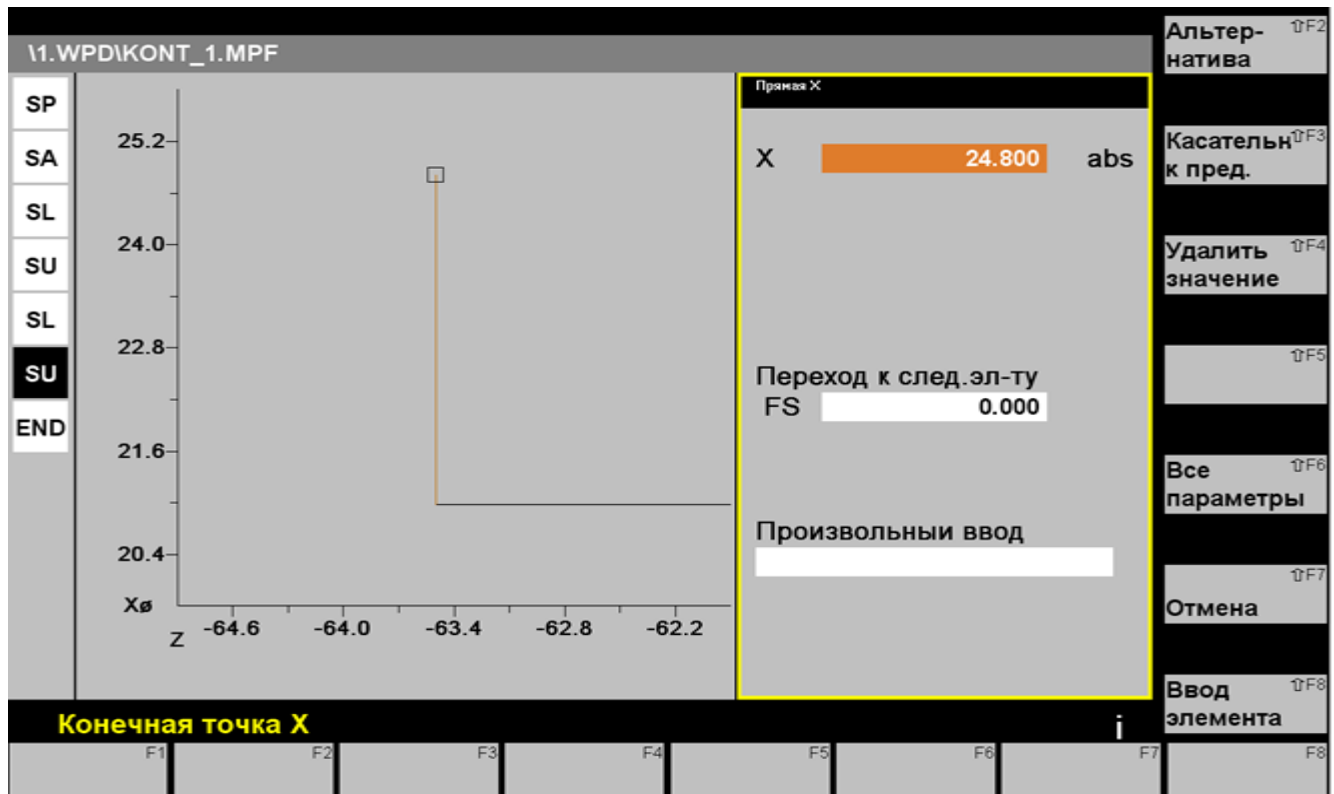 \1.WPD\KONT_1.MPF
SP
SA
SL
SU
SL
SU
END
25.2
24.0
22.8
21.6
20.4
Xø
Z
-64.6 -64.0 -63.4 -62.8 -62.2
Прямая X
X 24.800 abs
Переход к след.эл-ту
FS 0.000
Произвольныи ввод
Альтер- ⇧F2
натива
Касательн ⇧F3
к пред.
Удалить ⇧F4
значение
⇧F5
Все ⇧F6
параметры
⇧F7
Отмена
Ввод ⇧F8
элемента
Конечная точка X i
F1 F2 F3 F4 F5 F6 F7 F8